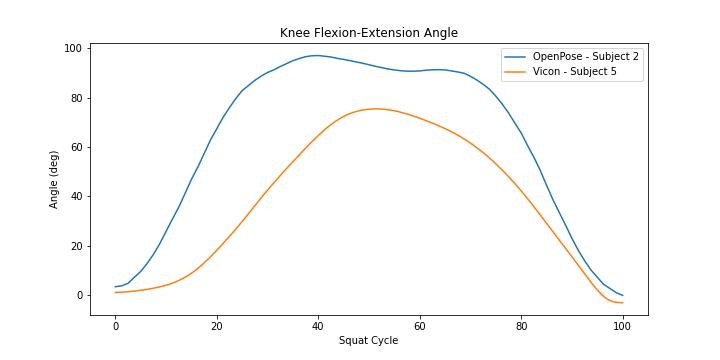 Knee Flexion-Extension Angle
OpenPose - Subject 2
Vicon - Subject 5
Angle (deg)
100
80
60
40
20
0
0 20 40 60 80 100
Squat Cycle